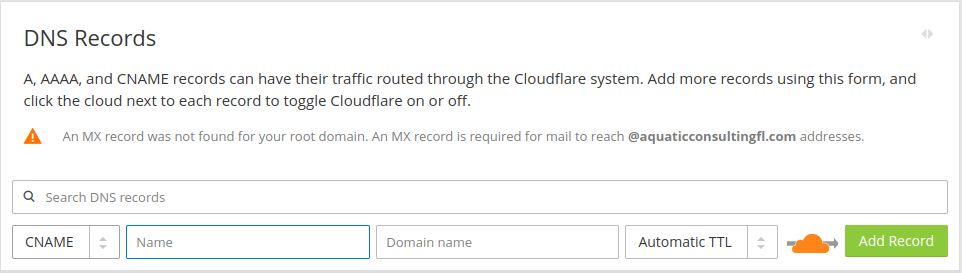 DNS Records
A, AAAA, and CNAME records can have their traffic routed through the Cloudflare system. Add more records using this form, and
click the cloud next to each record to toggle Cloudflare on or off.
An MX record was not found for your root domain. An MX record is required for mail to reach @aquaticconsultingfl.com addresses.
Search DNS records
CNAME Name Domain name Automatic TTL Add Record